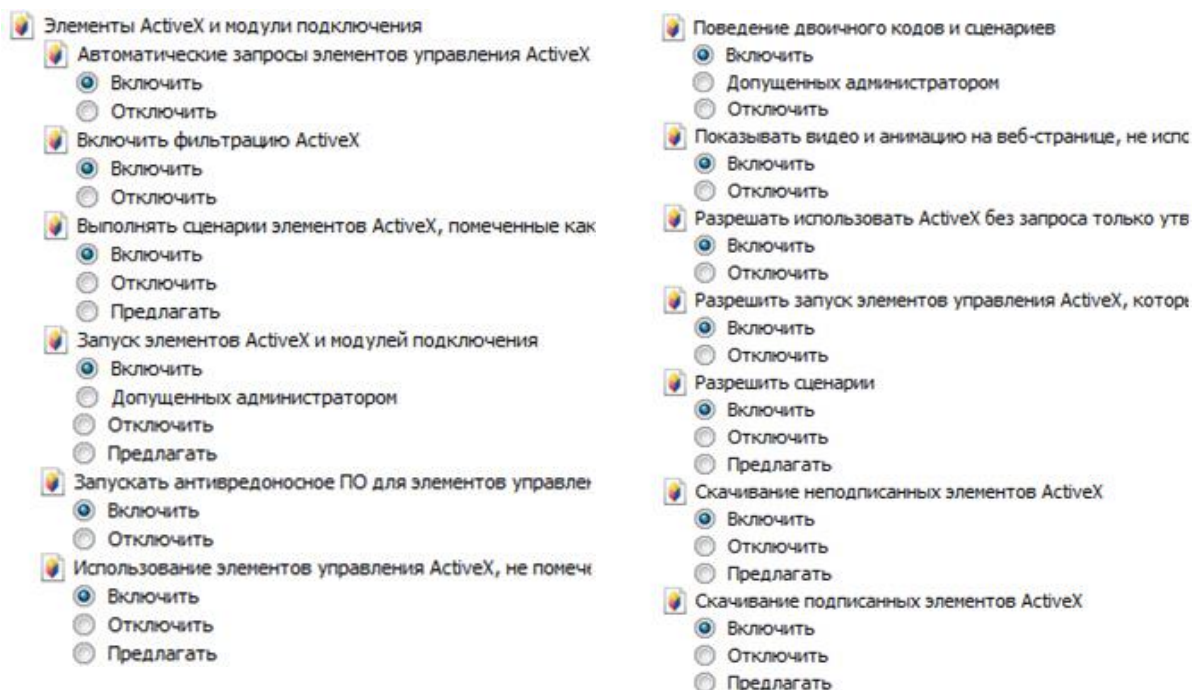 Элементы ActiveX и модули подключения
Автоматические запросы элементов управления ActiveX
Включить
Отключить
Включить фильтрацию ActiveX
Включить
Отключить
Выполнять сценарии элементов ActiveX, помеченные как
Включить
Отключить
Предлагать
Запуск элементов ActiveX и модулей подключения
Включить
Допущенных администратором
Отключить
Предлагать
Запускать антивредоносное ПО для элементов управлен
Включить
Отключить
Использование элементов управления ActiveX, не помече
Включить
Отключить
Предлагать
Поведение двоичного кодов и сценариев
Включить
Допущенных администратором
Отключить
Показывать видео и анимацию на веб-странице, не испо
Включить
Отключить
Разрешать использовать ActiveX без запроса только утв
Включить
Отключить
Разрешить запуск элементов управления ActiveX, которы
Включить
Отключить
Разрешить сценарии
Включить
Отключить
Предлагать
Скачивание неподписанных элементов ActiveX
Включить
Отключить
Предлагать
Скачивание подписанных элементов ActiveX
Включить
Отключить
Предлагать